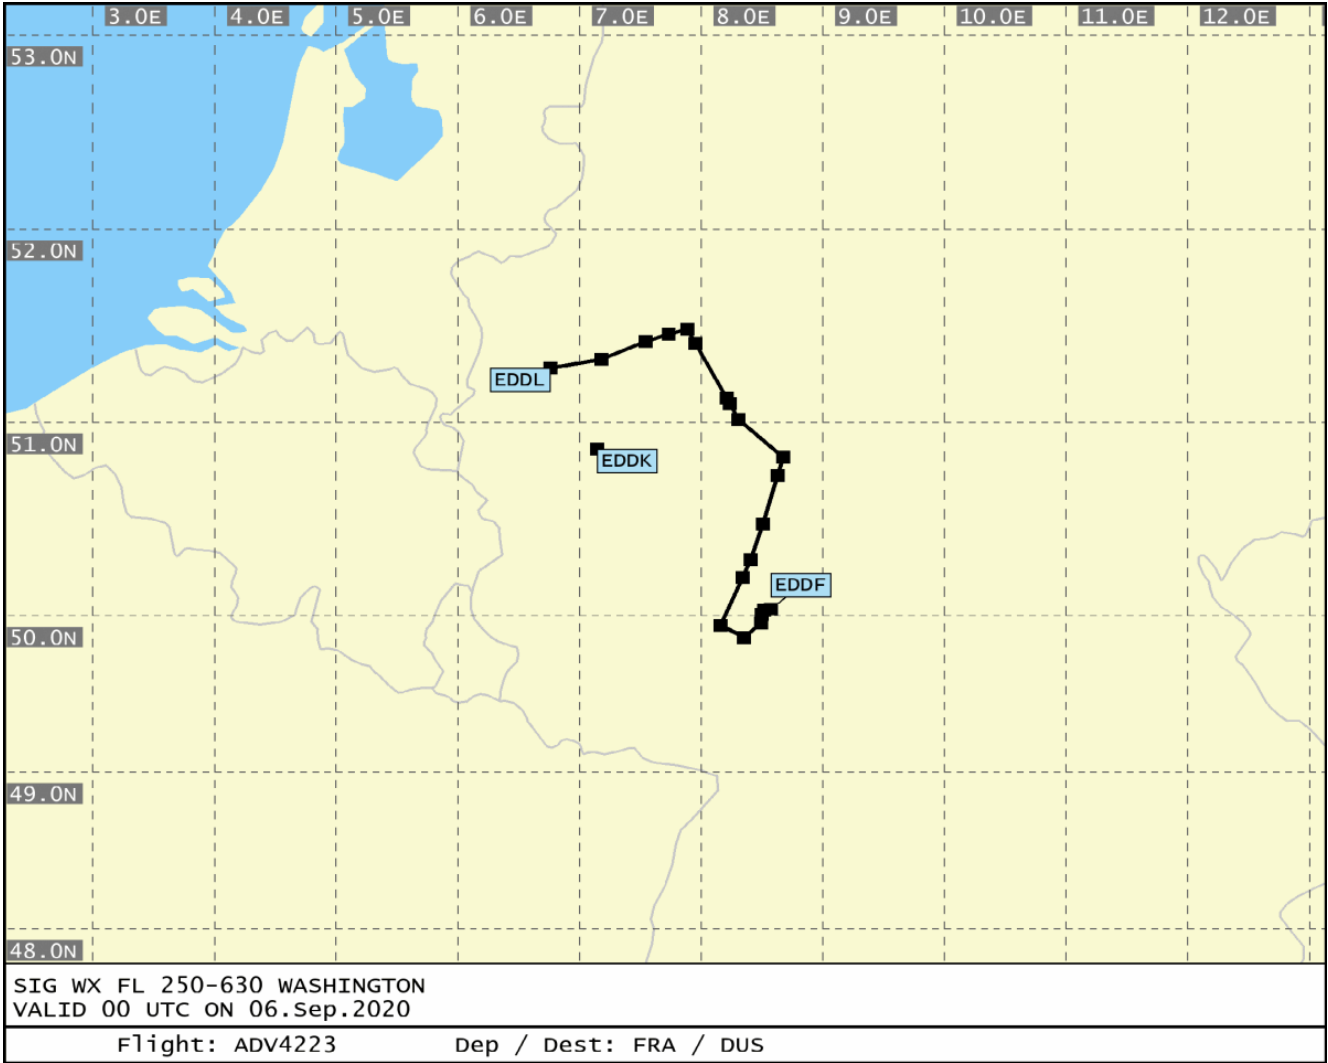 3.0E 4.0E 5.0E 6.0E 7.0E 8.0E 9.0E 10.0E 11.0E 12.0E
53.0N
52.0N
EDDL
51.0N
EDDK
EDDF
50.0N
49.0N
48.0N
SIG WX FL 250-630 WASHINGTON
VALID 00 UTC ON 06.Sep.2020
Flight: ADV4223 Dep / Dest: FRA / DUS